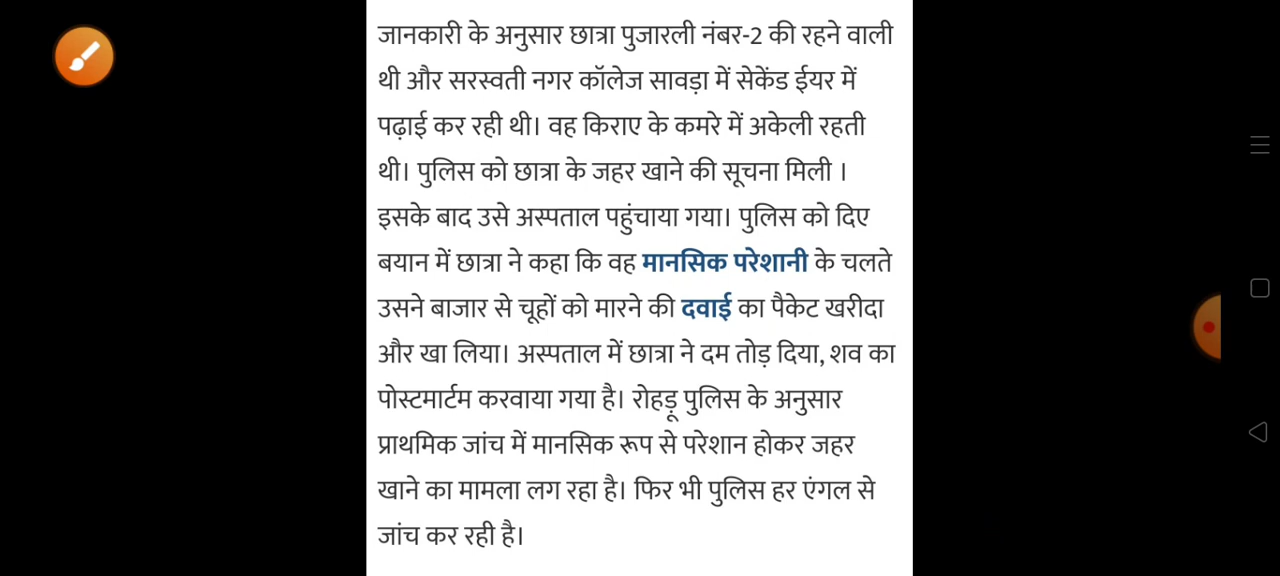 जानकारी के अनुसार छात्रा पुजारली नंबर-2 की रहने वाली
थी और सरस्वती नगर कॉलेज सावड़ा में सेकेंड ईयर में
पढ़ाई कर रही थी। वह किराए के कमरे में अकेली रहती
थी। पुलिस को छात्रा के जहर खाने की सूचना मिली ।
इसके बाद उसे अस्पताल पहुंचाया गया। पुलिस को दिए
बयान में छात्रा ने कहा कि वह मानसिक परेशानी के चलते
उसने बाजार से चूहों को मारने की दवाई का पैकेट खरीदा
और खा लिया। अस्पताल में छात्रा ने दम तोड़ दिया, शव का
पोस्टमार्टम करवाया गया है। रोहड़ू पुलिस के अनुसार
प्राथमिक जांच में मानसिक रूप से परेशान होकर जहर
खाने का मामला लग रहा है। फिर भी पुलिस हर एंगल से
जांच कर रही है।